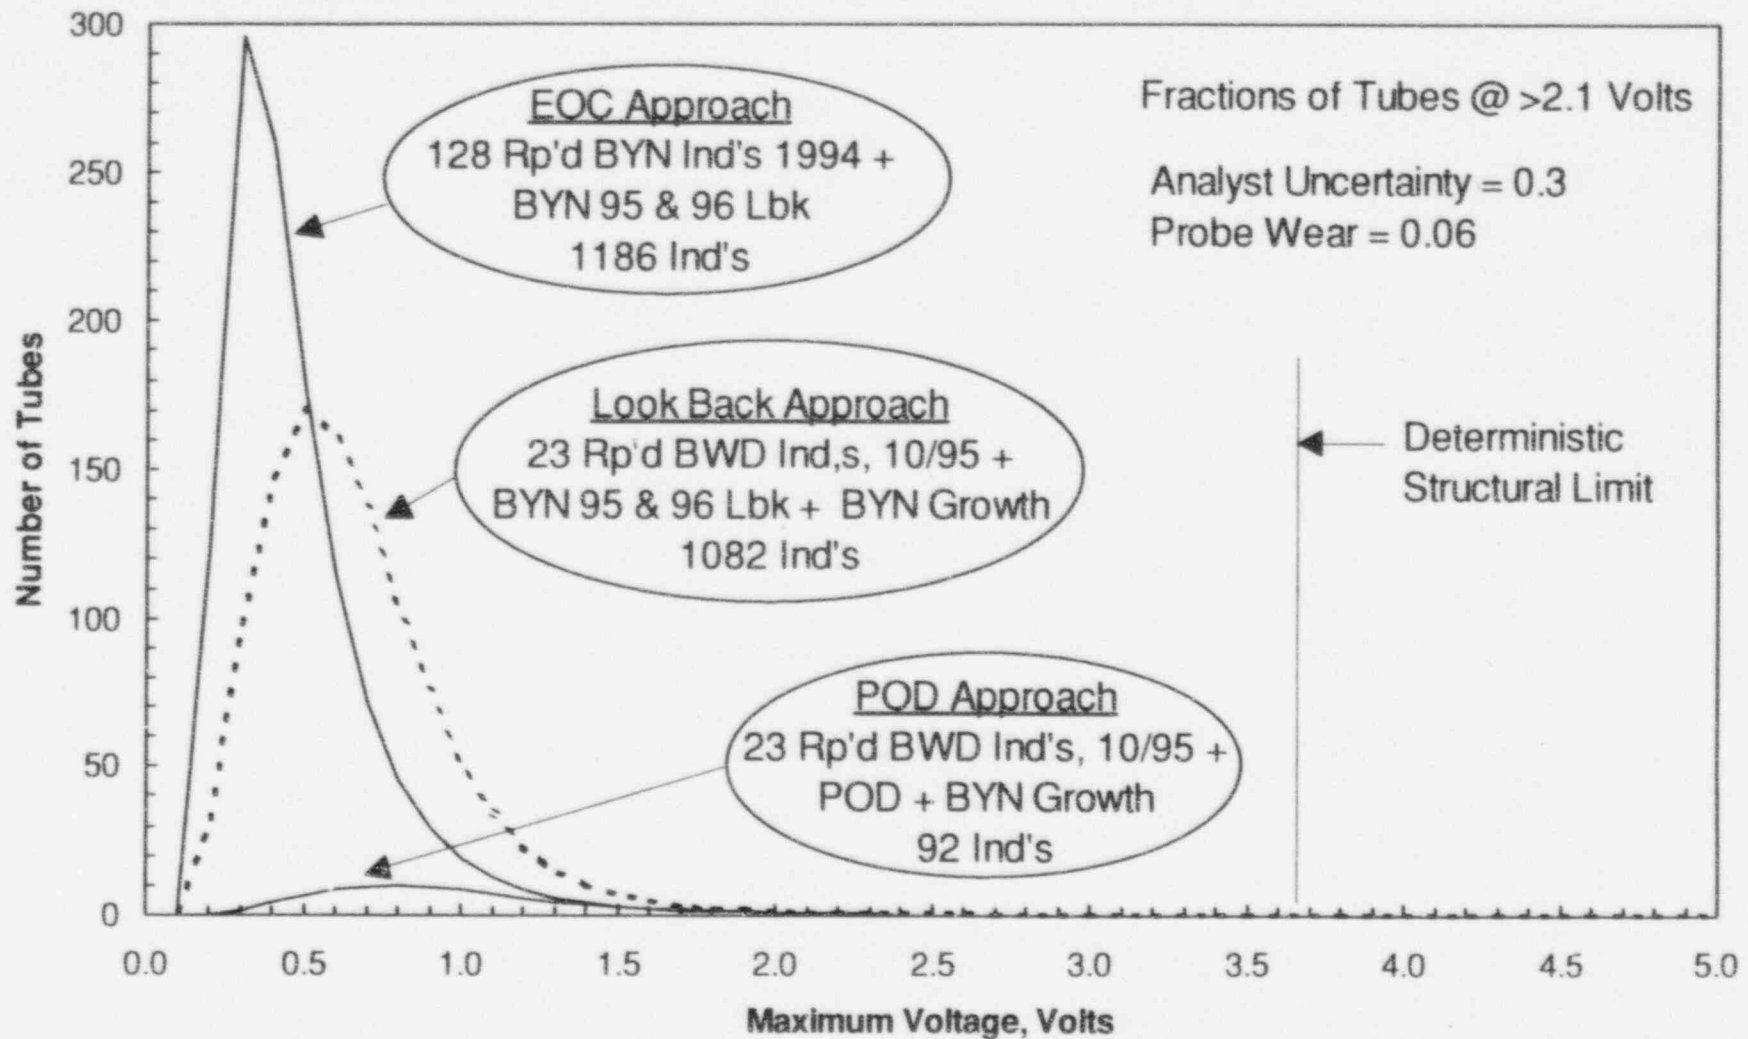 300
250
200
150
100
50
0
Number of Tubes
EOC Approach
128 Rp'd BYN Ind's 1994 +
BYN 95 & 96 Lbk
1186 Ind's
Fractions of Tubes @ >2.1 Volts
Analyst Uncertainty = 0.3
Probe Wear = 0.06
Look Back Approach
23 Rp'd BWD Ind,s, 10/95 +
BYN 95 & 96 Lbk + BYN Growth
1082 Ind's
Deterministic
Structural Limit
POD Approach
23 Rp'd BWD Ind's, 10/95 +
POD + BYN Growth
92 Ind's
0.0 0.5 1.0 1.5 2.0 2.5 3.0 3.5 4.0 4.5 5.0
Maximum Voltage, Volts